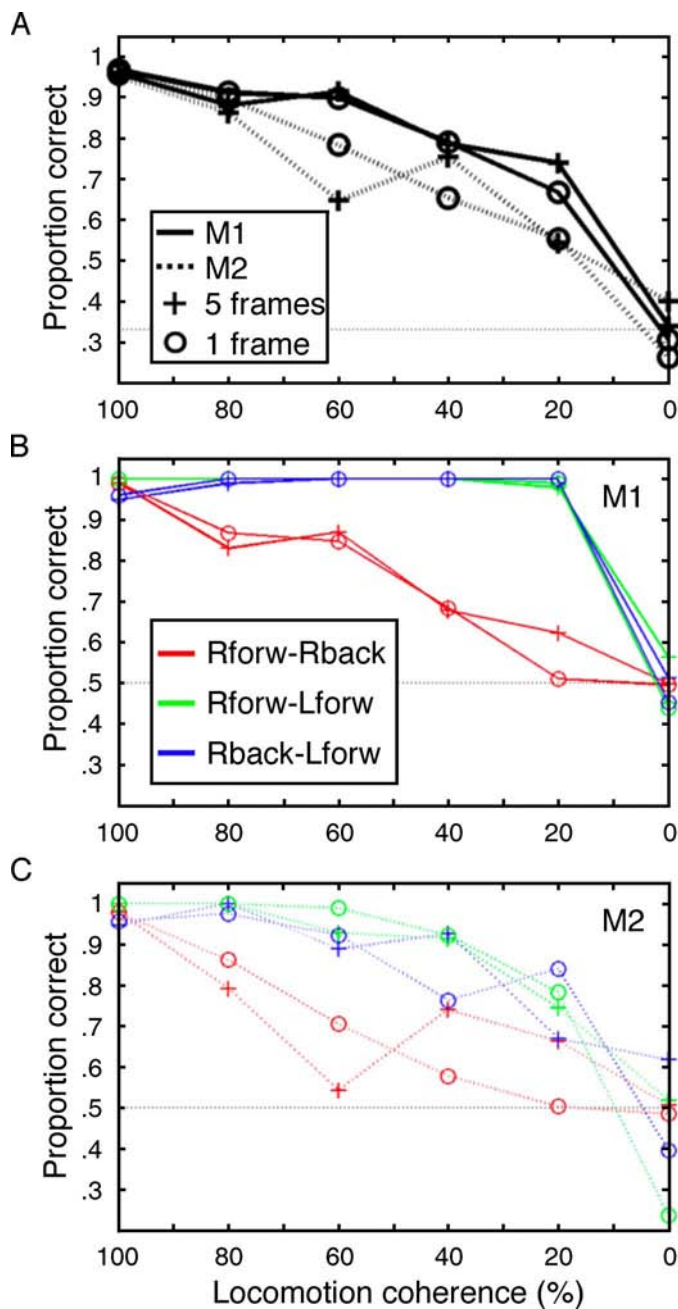 A
Proportion correct
1
.9
.8
.7
.6
.5
.4
.3
M1
M2
5 frames
1 frame
100 80 60 40 20 0
B
Proportion correct
1
.9
.8
.7
.6
.5
.4
.3
M1
Rforw-Rback
Rforw-Lforw
Rback-Lforw
100 80 60 40 20 0
C
Proportion correct
1
.9
.8
.7
.6
.5
.4
.3
M2
100 80 60 40 20 0
Locomotion coherence (%)